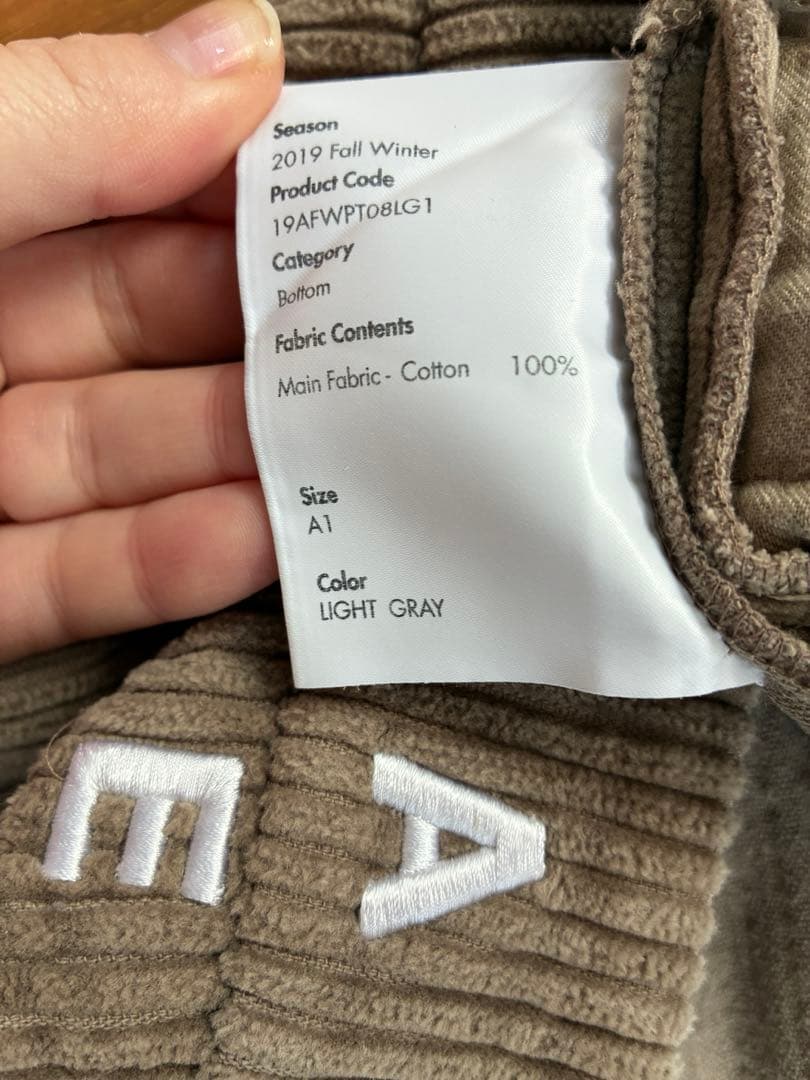 Season
2019 Fall Winter
Product Code
19AFWPT08LG1
Category
Bottom
Fabric Contents
Main Fabric - Cotton 100%
Size
A1
Color
LIGHT GRAY
E A